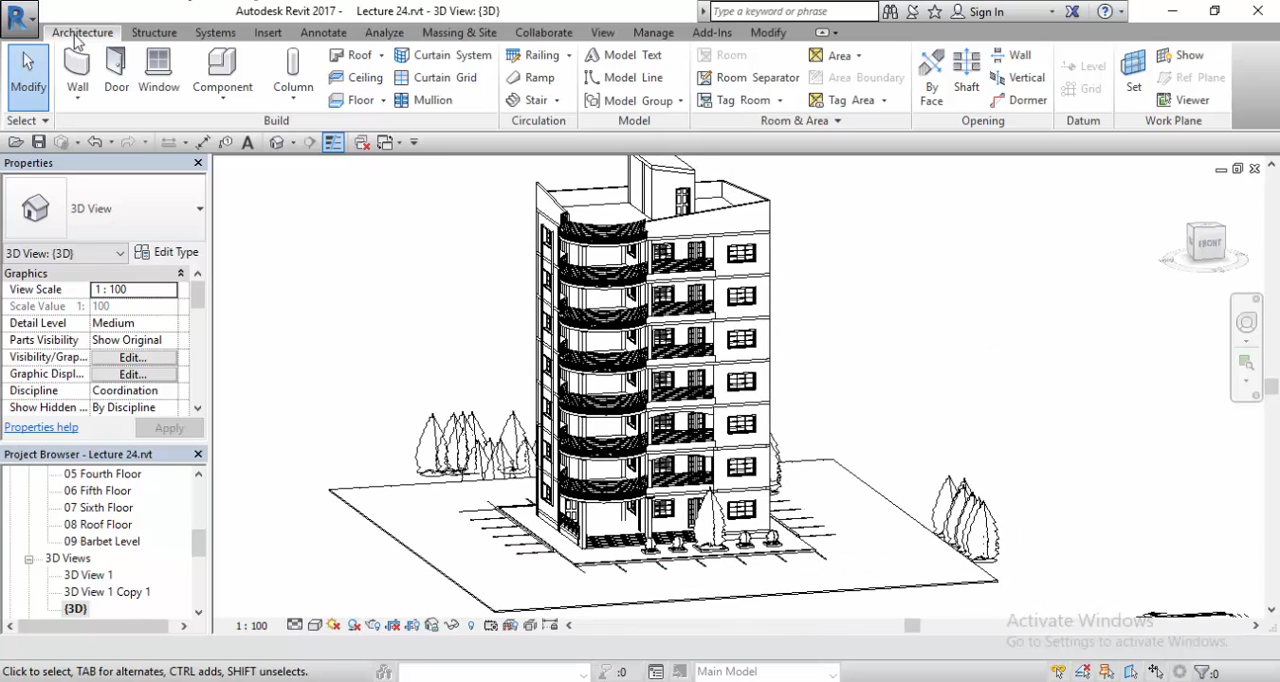 Autodesk Revit 2017 - Lecture 24.rvt - 3D View: {3D}
Type a keyword or phrase
Sign In
Architecture Structure Systems Insert Annotate Analyze Massing & Site Collaborate View Manage Add-Ins Modify
Modify
Select
Wall
Door
Window
Component
Column
Roof
Ceiling
Floor
Curtain System
Curtain Grid
Mullion
Build
Railing
Ramp
Stair
Circulation
Model Text
Model Line
Model Group
Model
Room
Room Separator
Tag Room
Area
Area Boundary
Tag Area
Room & Area
By
Face
Shaft
Wall
Vertical
Dormer
Opening
Level
Grid
Datum
Set
Show
Ref Plane
Viewer
Work Plane
Properties
3D View
3D View: {3D}
Edit Type
Graphics
View Scale 1 : 100
Scale Value 1: 100
Detail Level Medium
Parts Visibility Show Original
Visibility/Grap... Edit...
Graphic Displ... Edit...
Discipline Coordination
Show Hidden ... By Discipline
Properties help
Apply
Project Browser - Lecture 24.rvt
05 Fourth Floor
06 Fifth Floor
07 Sixth Floor
08 Roof Floor
09 Barbet Level
3D Views
3D View 1
3D View 1 Copy 1
{3D}
FRONT
1 : 100
Activate Windows
Go to Settings to activate Windows.
Click to select, TAB for alternates, CTRL adds, SHIFT unselects.
:0
Main Model
:0